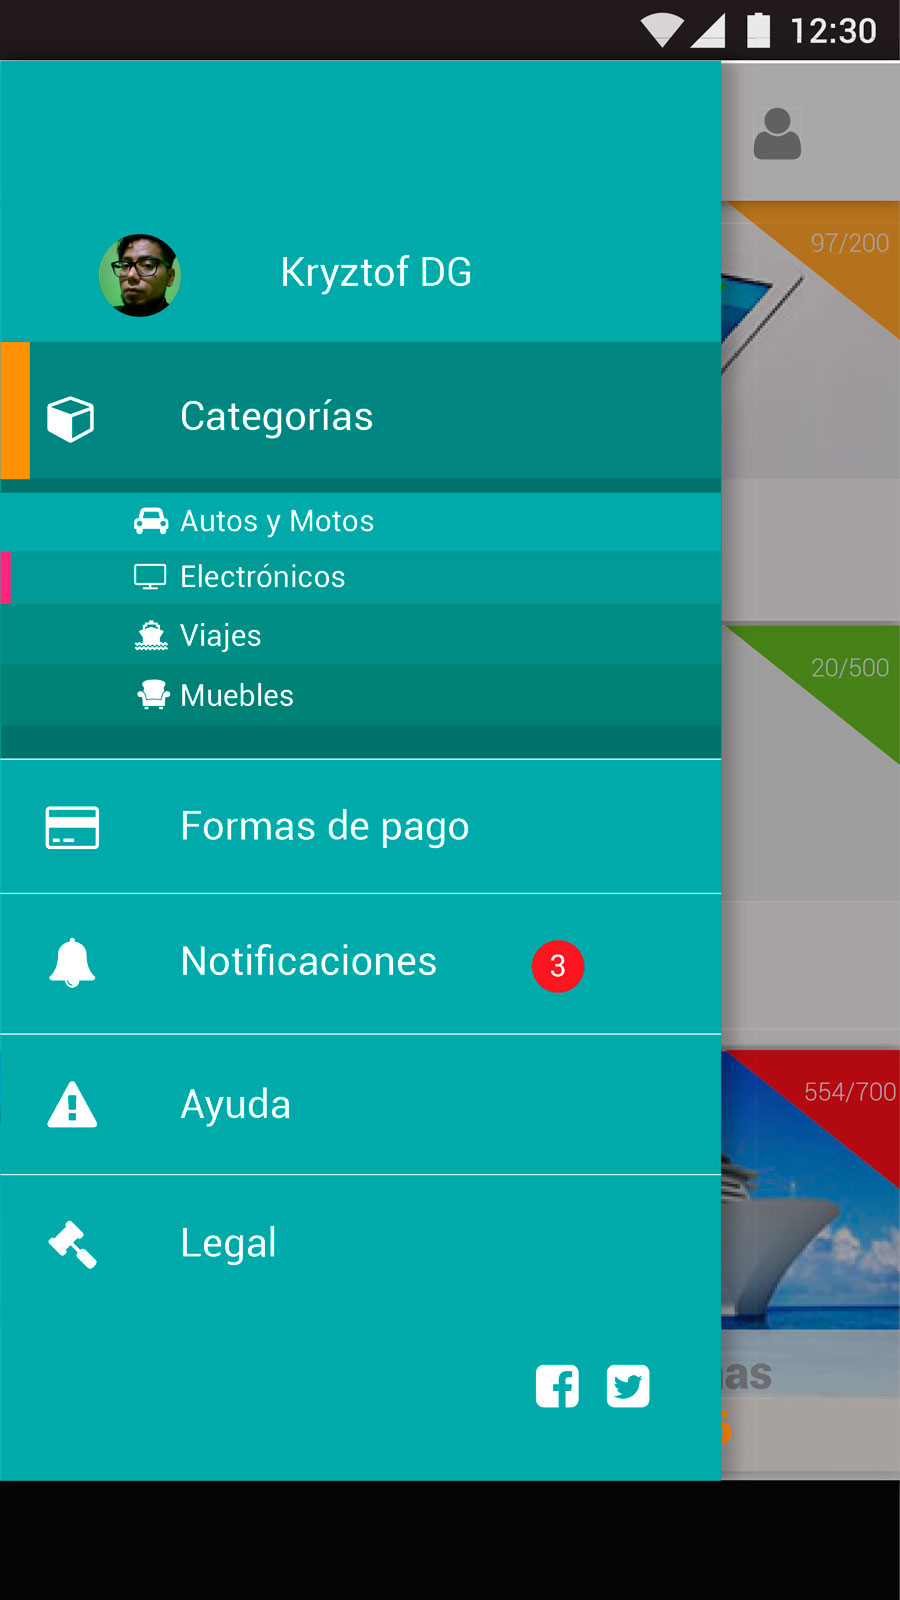 12:30
Kryztof DG
97/200
Categorías
Autos y Motos
Electrónicos
Viajes
20/500
Muebles
Formas de pago
Notificaciones 3
Ayuda
554/700
Legal